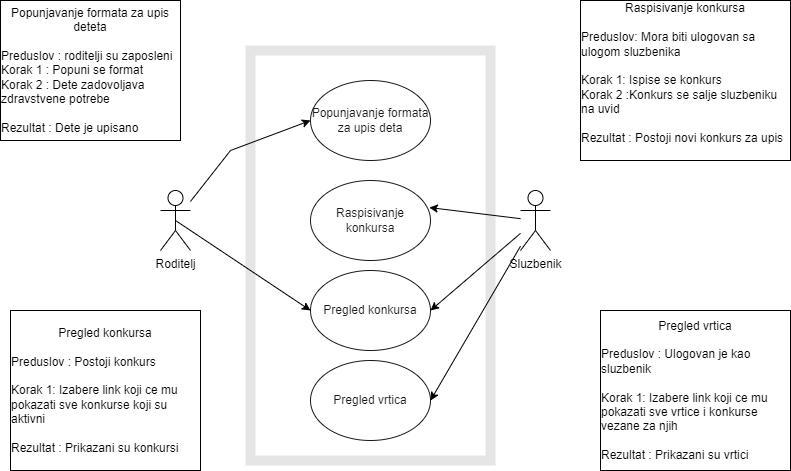 Popunjavanje formata za upis
deteta
Preduslov : roditelji su zaposleni
Korak 1 : Popuni se format
Korak 2 : Dete zadovoljava
zdravstvene potrebe
Rezultat : Dete je upisano
Raspisivanje konkursa
Preduslov: Mora biti ulogovan sa
ulogom sluzbenika
Korak 1: Ispise se konkurs
Korak 2 :Konkurs se salje sluzbeniku
na uvid
Rezultat : Postoji novi konkurs za upis
Popunjavanje formata
za upis deta
Raspisivanje
konkursa
Roditelj
Sluzbenik
Pregled konkursa
Pregled vrtica
Pregled konkursa
Preduslov : Postoji konkurs
Korak 1: Izabere link koji ce mu
pokazati sve konkurse koji su
aktivni
Rezultat : Prikazani su konkursi
Pregled vrtica
Preduslov : Ulogovan je kao
sluzbenik
Korak 1: Izabere link koji ce mu
pokazati sve vrtice i konkurse
vezane za njih
Rezultat : Prikazani su vrtici